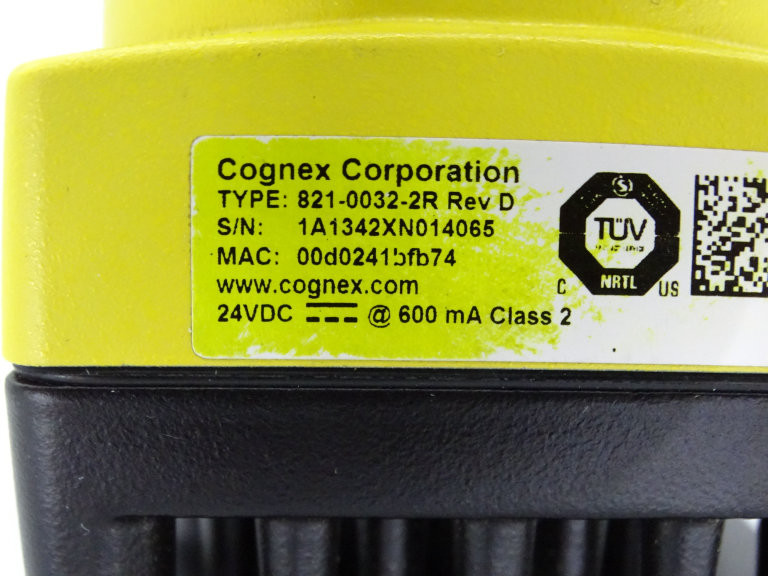 Cognex Corporation
TYPE: 821-0032-2R Rev D
S/N: 1A1342XN014065
MAC: 00d0241bfb74
www.cognex.com
24VDC @ 600 mA Class 2
S
TÜV
NRTL
C US